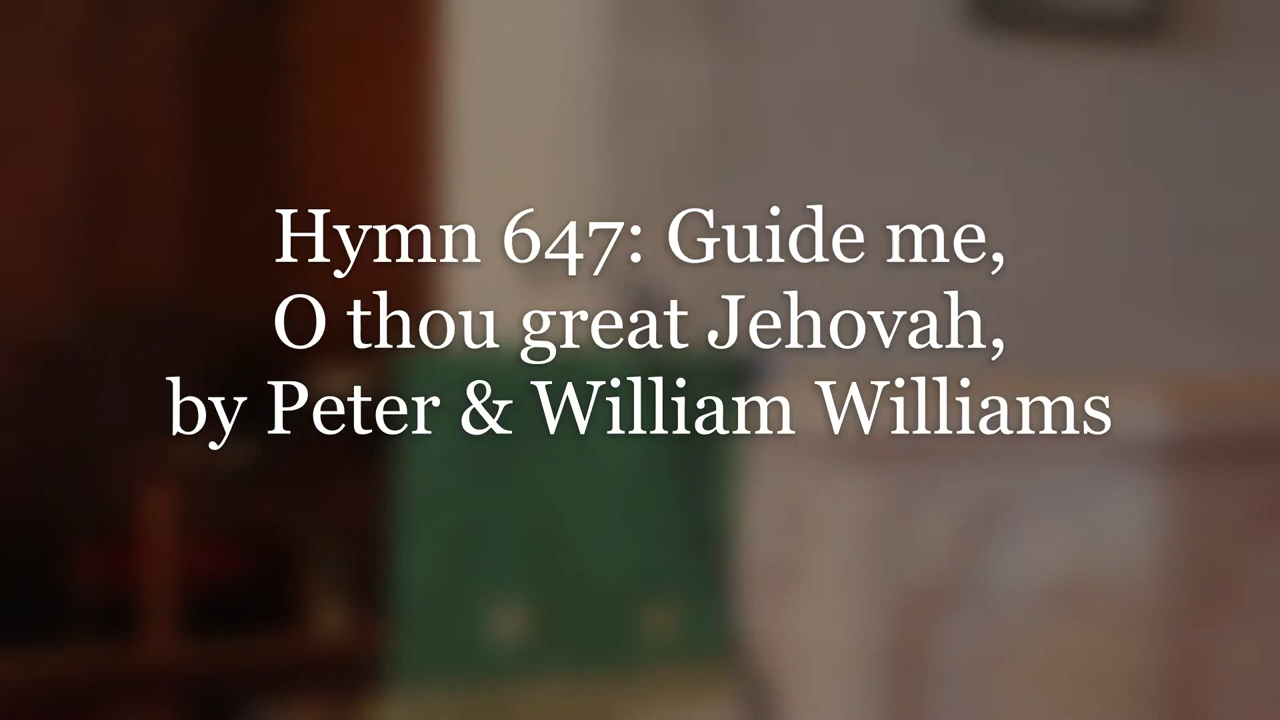 Hymn 647: Guide me,
O thou great Jehovah,
by Peter & William Williams